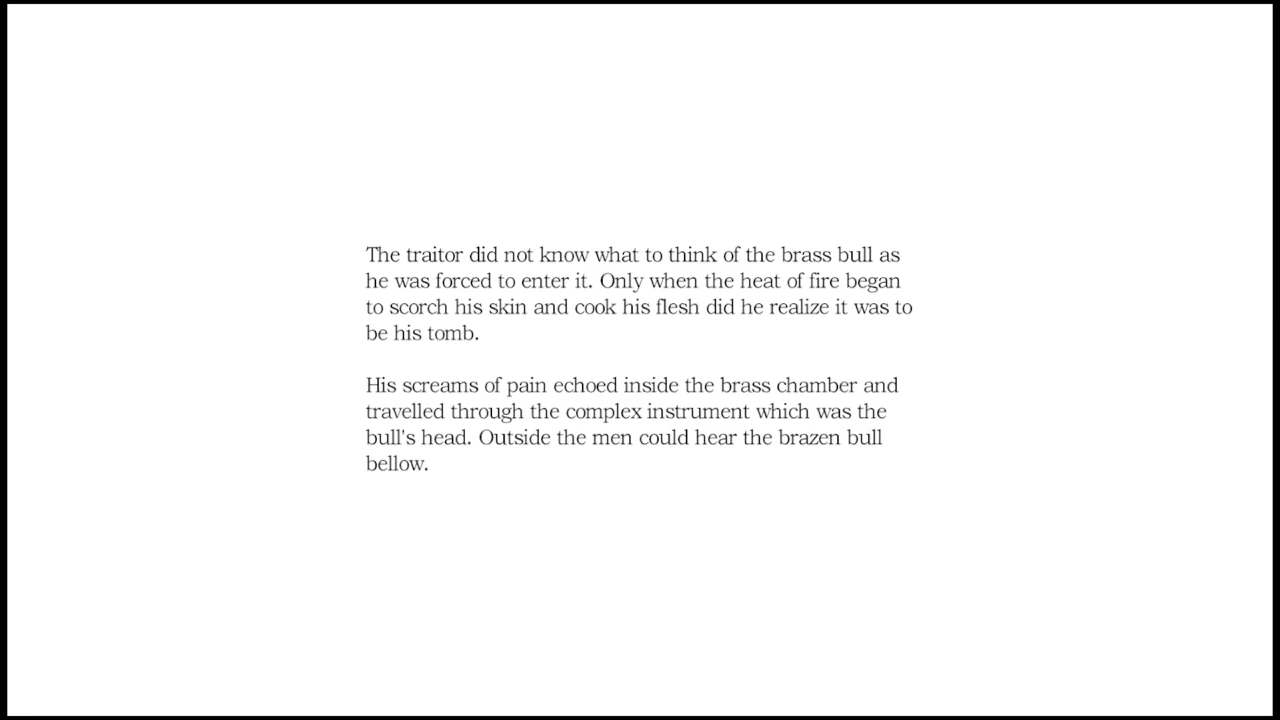 The traitor did not know what to think of the brass bull as
he was forced to enter it. Only when the heat of fire began
to scorch his skin and cook his flesh did he realize it was to
be his tomb.
His screams of pain echoed inside the brass chamber and
travelled through the complex instrument which was the
bull's head. Outside the men could hear the brazen bull
bellow.